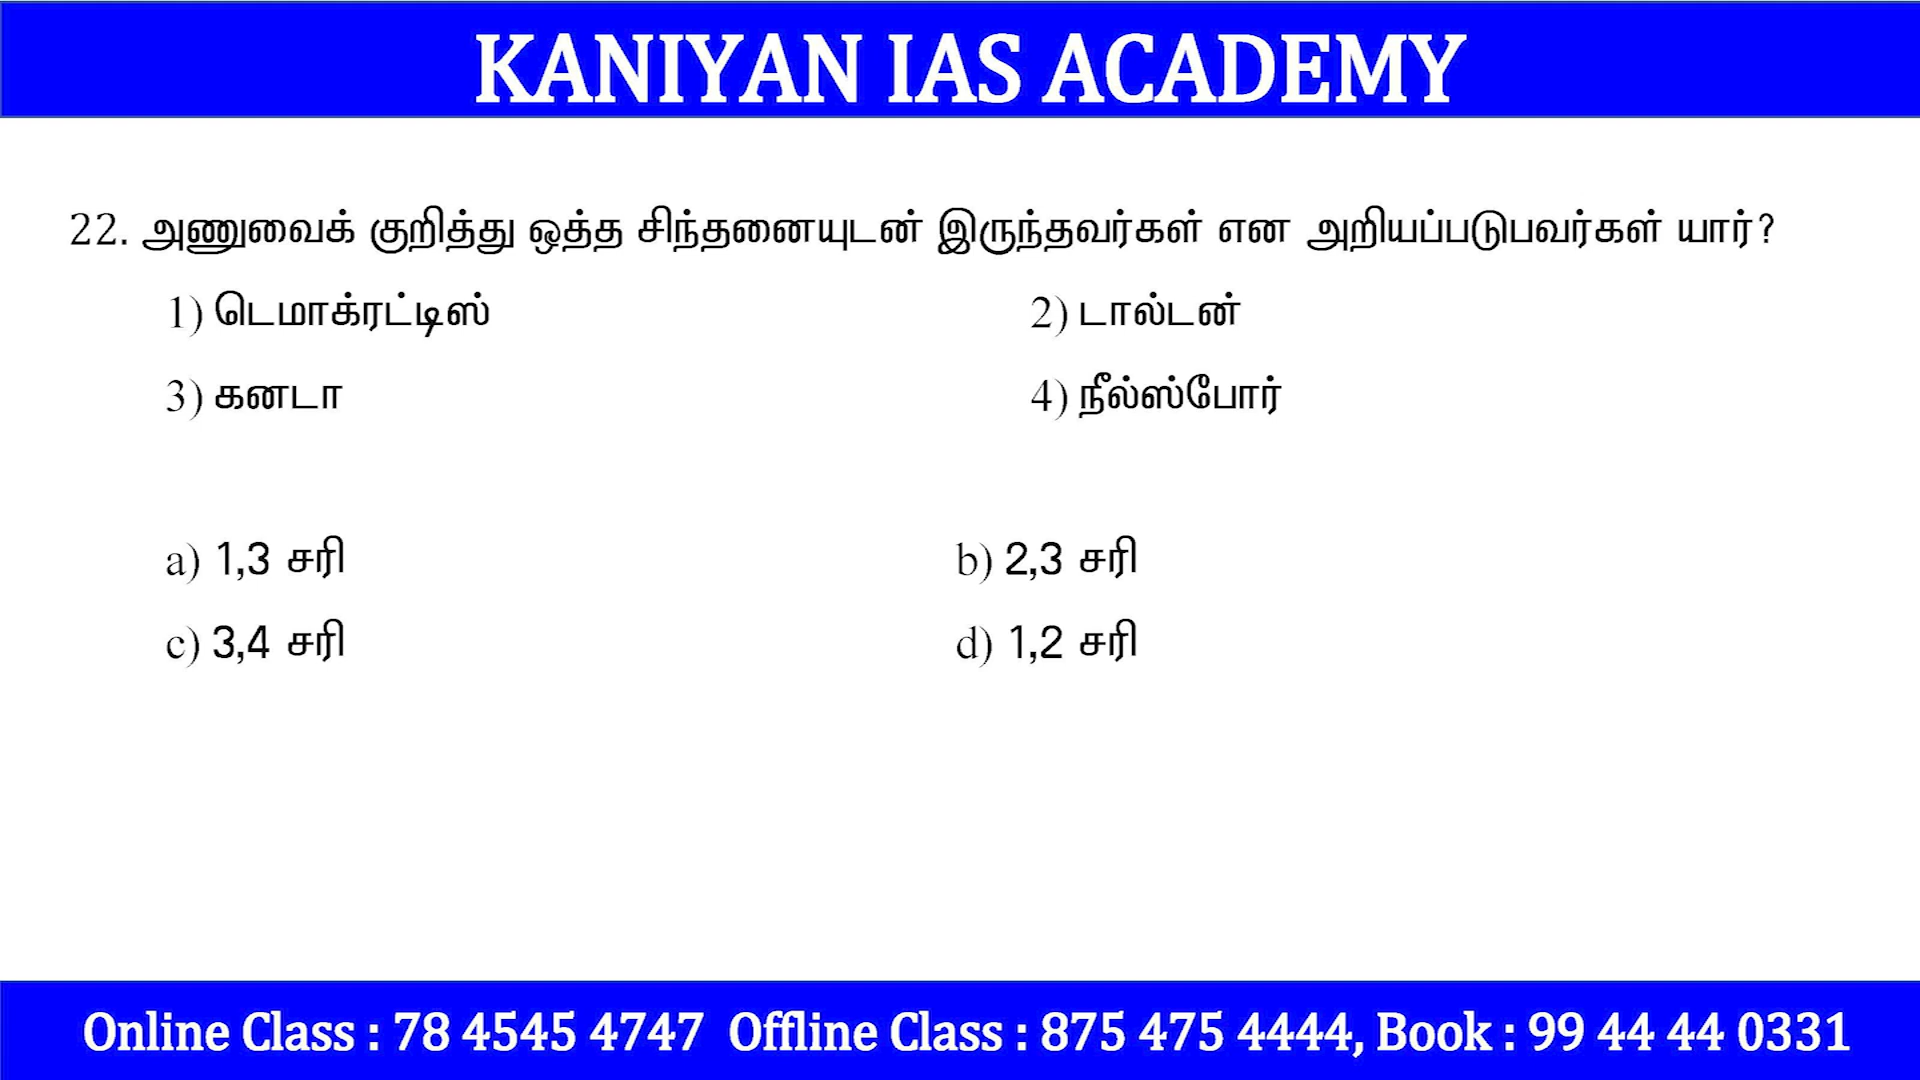 KANIYAN IAS ACADEMY
22. அணுவைக் குறித்து ஒத்த சிந்தனையுடன் இருந்தவர்கள் என அறியப்படுபவர்கள் யார்?
1) டெமாக்ரட்டிஸ் 2) டால்டன்
3) கனடா 4) நீல்ஸ்போர்
a) 1,3 சரி b) 2,3 சரி
c) 3,4 சரி d) 1,2 சரி
Online Class : 78 4545 4747 Offline Class : 875 475 4444, Book : 99 44 44 0331